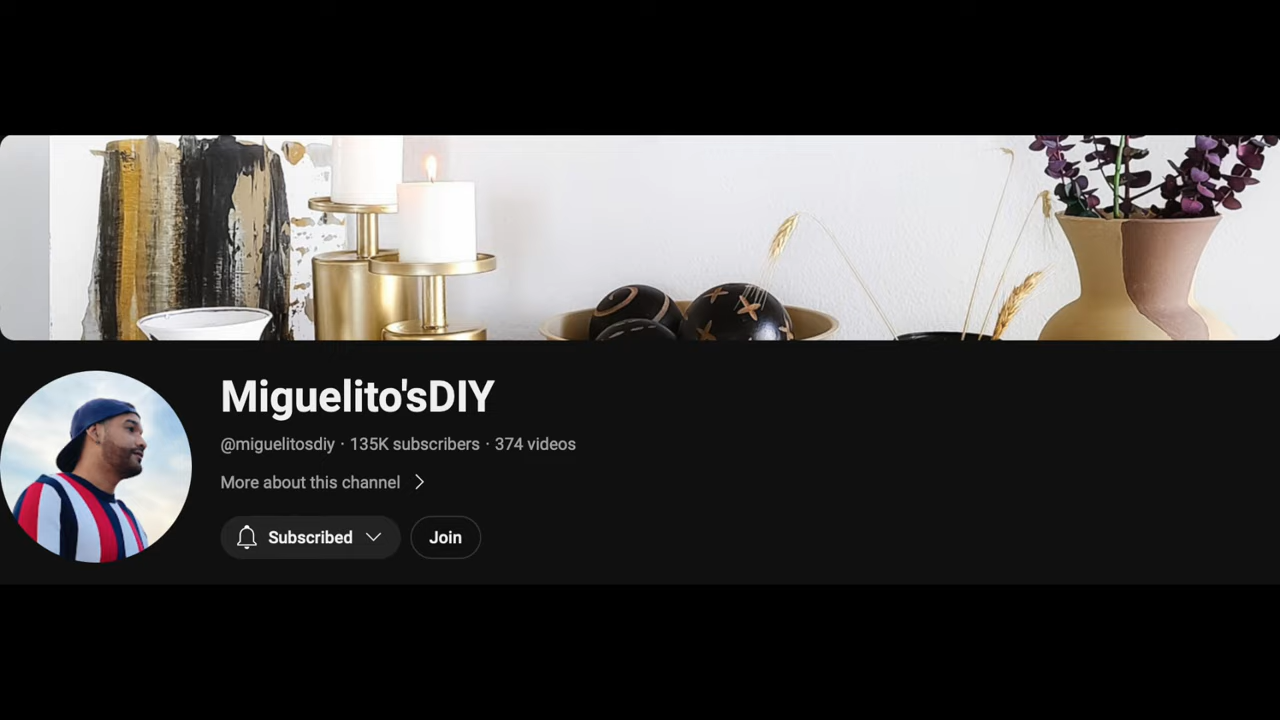 Miguelito'sDIY
@miguelitosdiy · 135K subscribers · 374 videos
More about this channel
Subscribed
Join